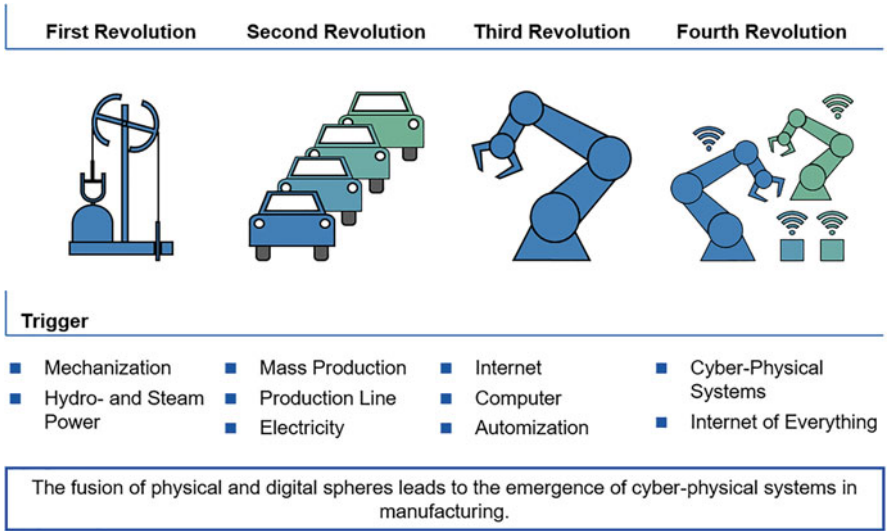 First Revolution
Second Revolution
Third Revolution
Fourth Revolution
Trigger
Mechanization
Hydro- and Steam
Power
Mass Production
Production Line
Electricity
Internet
Computer
Automization
Cyber-Physical
Systems
Internet of Everything
The fusion of physical and digital spheres leads to the emergence of cyber-physical systems in
manufacturing.